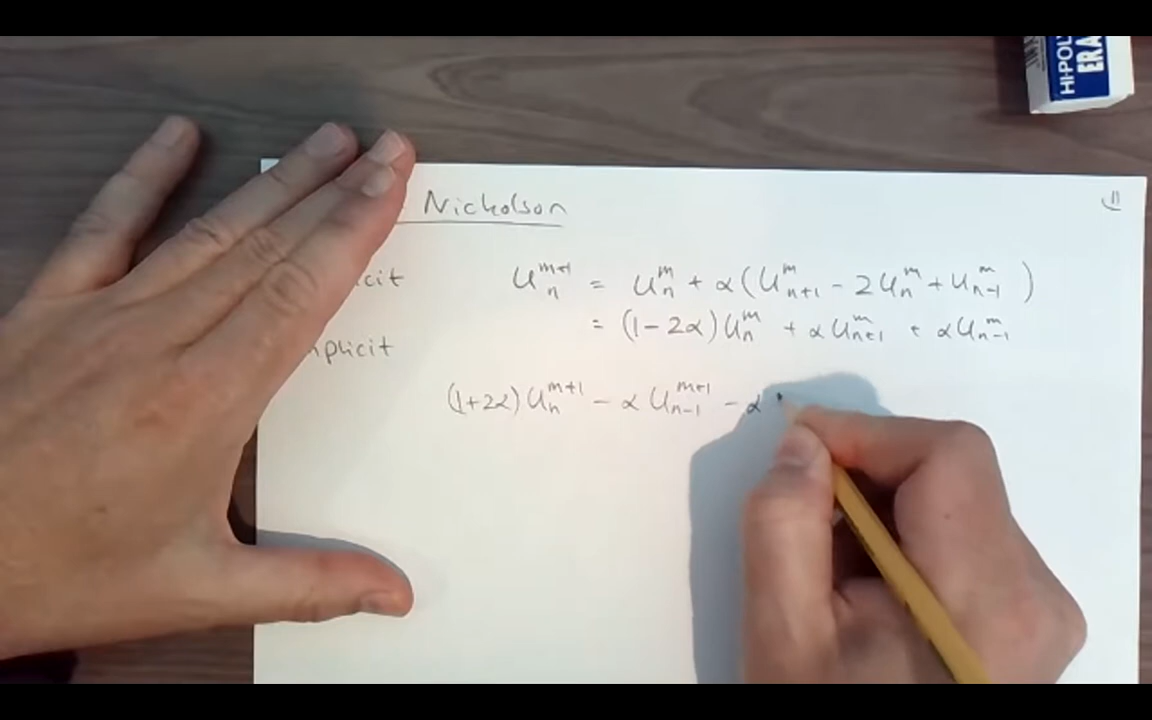 HI-POL
ERA
Nicholson
11
cit
U_n^{m+1} = U_n^m + α(U_{n+1}^m - 2U_n^m + U_{n-1}^m)
= (1-2α)U_n^m + αU_{n+1}^m + αU_{n-1}^m
plicit
(1+2α)U_n^{m+1} - αU_{n-1}^{m+1} - α